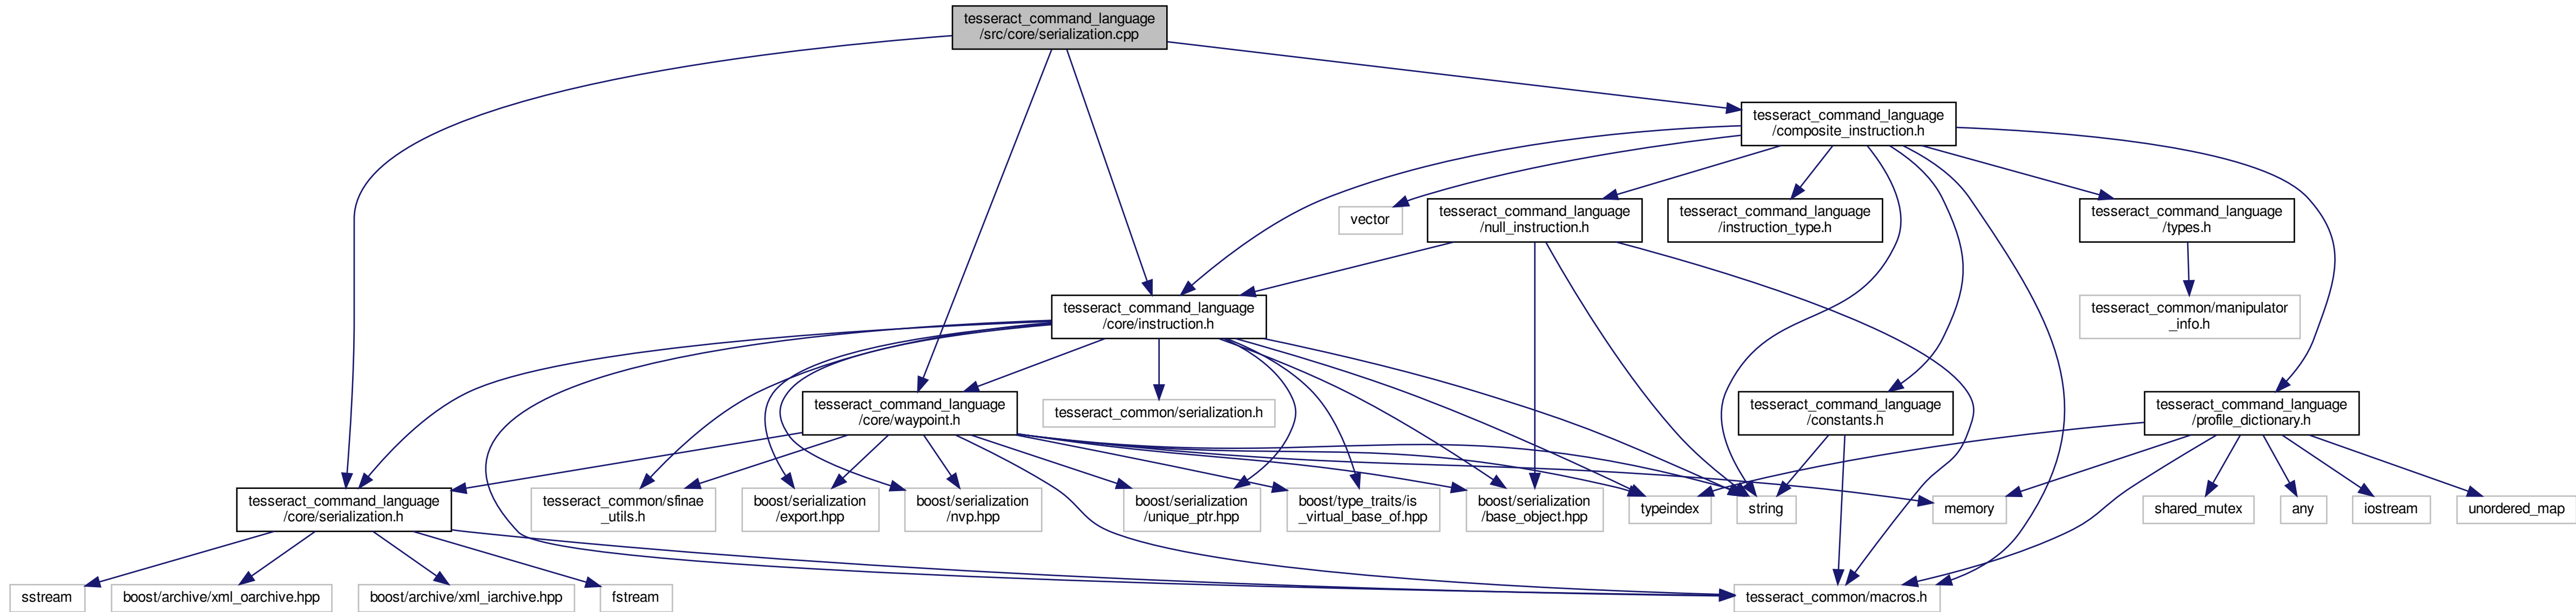 tesseract_command_language
/src/core/serialization.cpp
tesseract_command_language
/composite_instruction.h
vector
tesseract_command_language
/null_instruction.h
tesseract_command_language
/instruction_type.h
tesseract_command_language
/types.h
tesseract_command_language
/core/instruction.h
tesseract_common/manipulator
_info.h
tesseract_command_language
/core/waypoint.h
tesseract_common/serialization.h
tesseract_command_language
/constants.h
tesseract_command_language
/profile_dictionary.h
tesseract_command_language
/core/serialization.h
tesseract_common/sfinae
_utils.h
boost/serialization
/export.hpp
boost/serialization
/nvp.hpp
boost/serialization
/unique_ptr.hpp
boost/type_traits/is
_virtual_base_of.hpp
boost/serialization
/base_object.hpp
typeindex
string
memory
shared_mutex
any
iostream
unordered_map
sstream
boost/archive/xml_oarchive.hpp
boost/archive/xml_iarchive.hpp
fstream
tesseract_common/macros.h